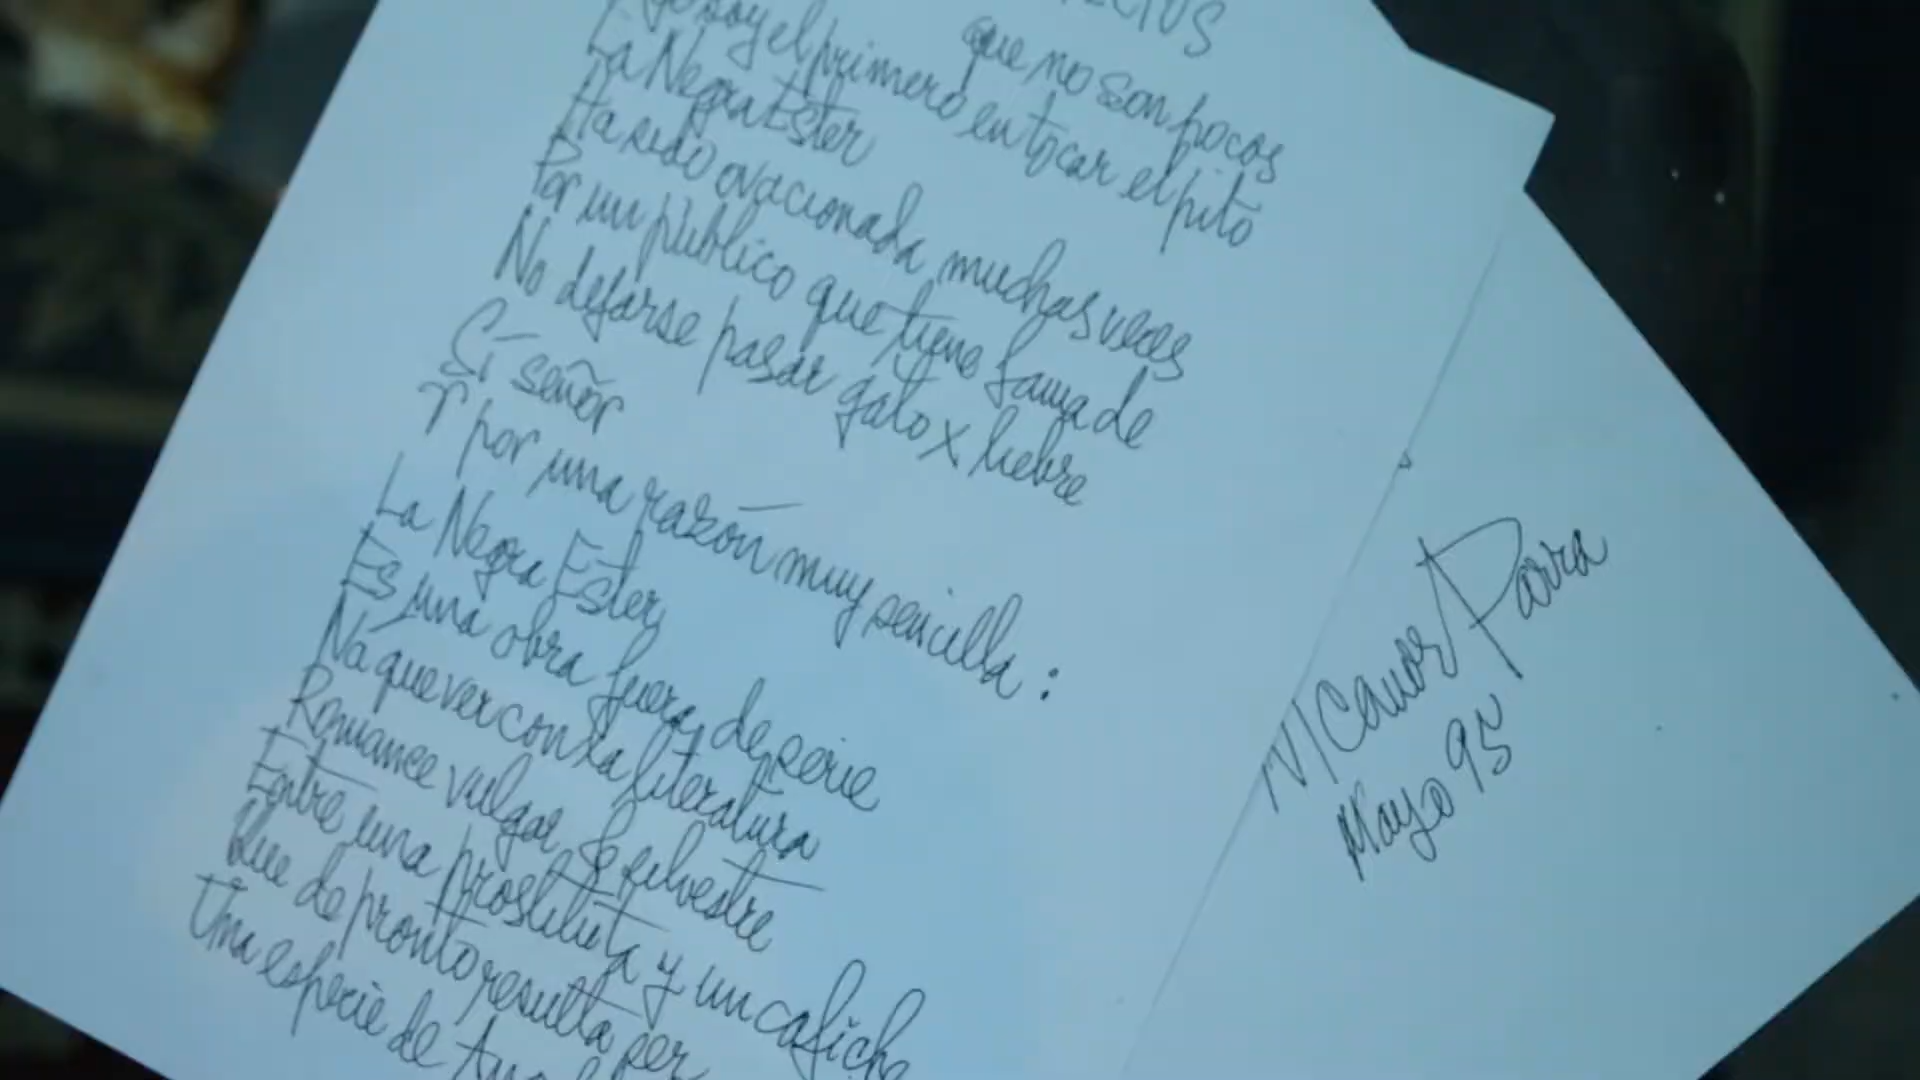 que no son pocos
soy el primero en tocar el pito
La Negra Ester
Ha sido ovacionada muchas veces
Por un público que tiene fama de
No dejarse pasar gato x liebre
Sí señor
Y por una razón muy sencilla:
La Negra Ester
Es una obra fuera de serie
Ná que ver con la literatura
Romance vulgar & silvestre
Entre una prostituta y un cafiche
Que de pronto resulta ser
Una especie de
Nicanor Parra
Mayo 95